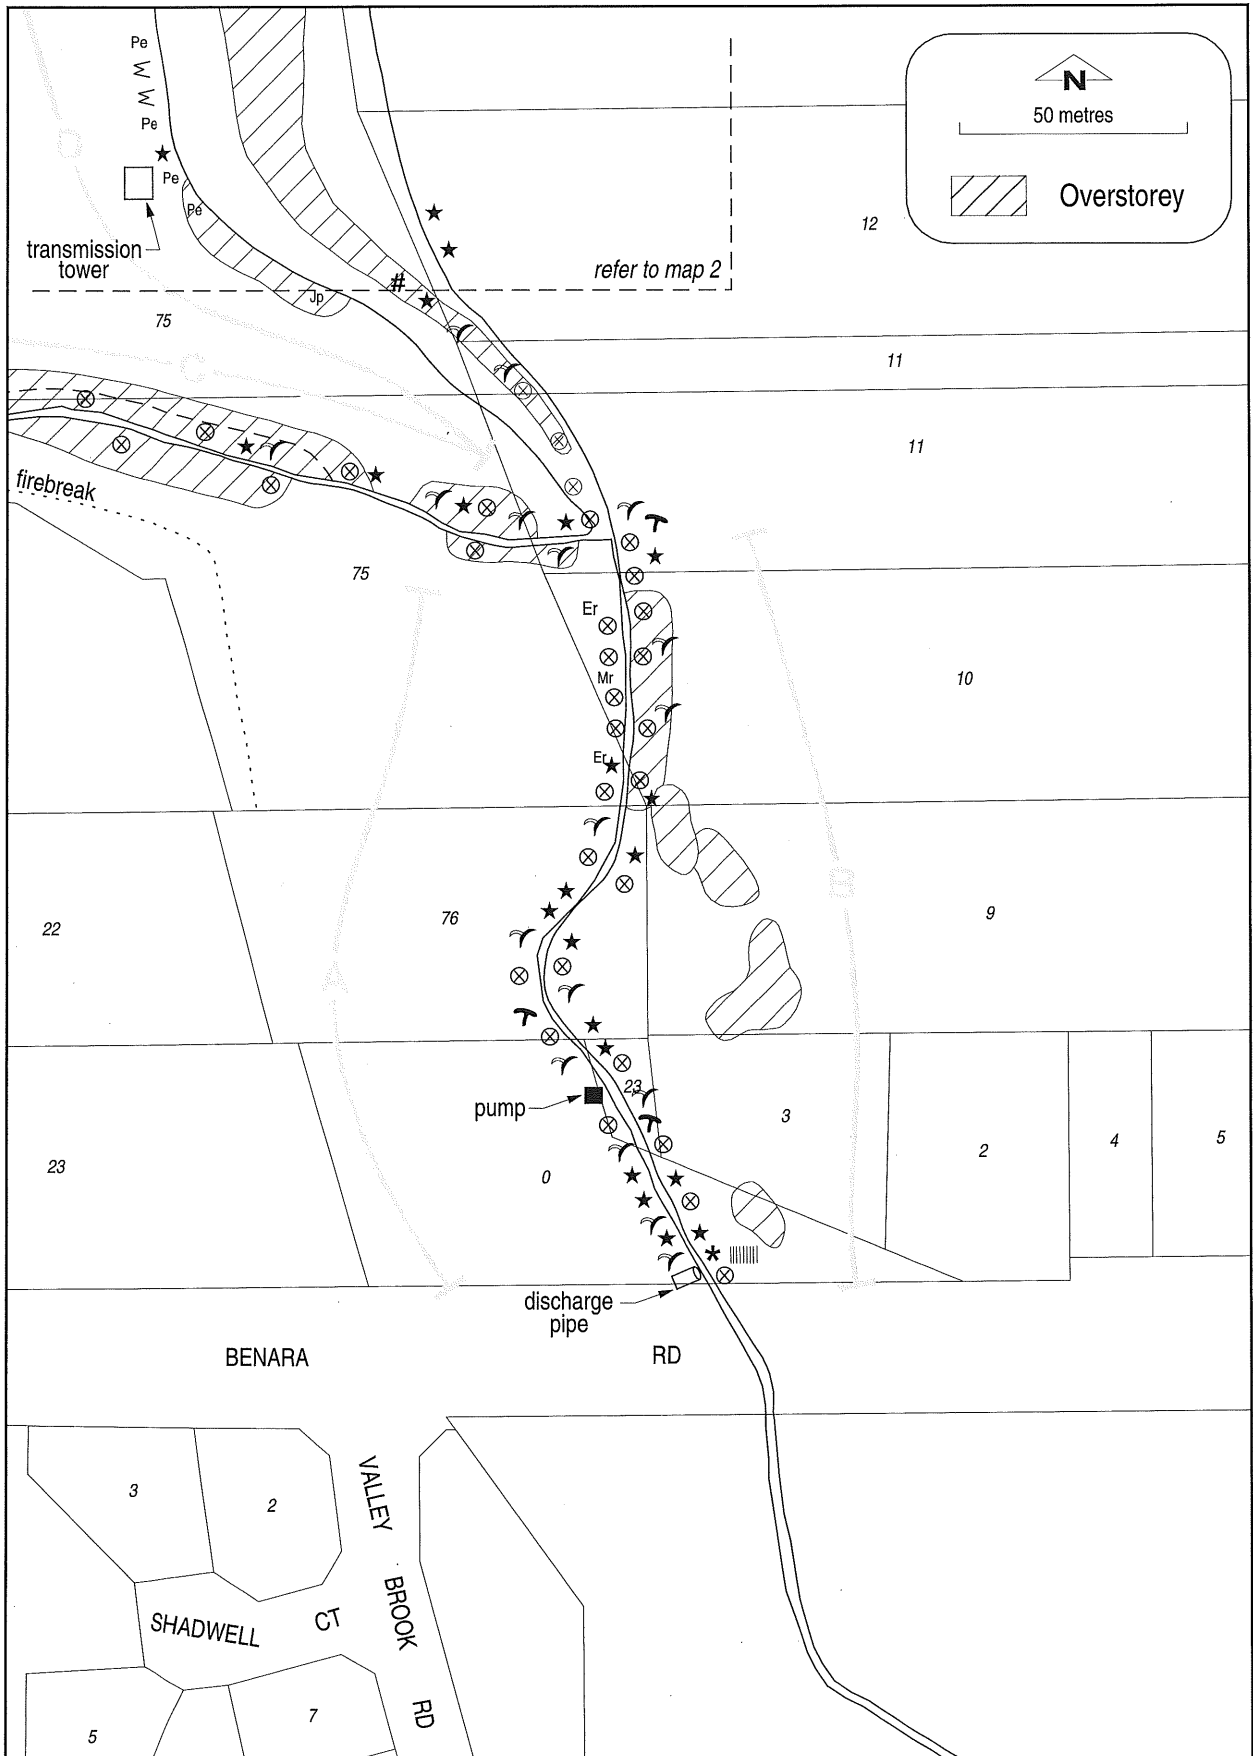 Pe
W
W
Pe
N
50 metres
Overstorey
D
Pe
Pe
transmission
tower
12
refer to map 2
#
Jp
75
11
C
11
firebreak
75
Er
Mr
10
Er
B
22
76
9
A
23
pump
3
2
4
5
23
0
*
discharge
pipe
BENARA RD
3
2
VALLEY
BROOK
RD
SHADWELL CT
7
5